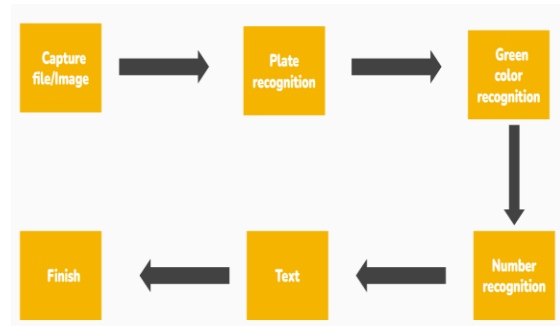 Capture
file/Image
Plate
recognition
Green
color
recognition
Number
recognition
Text
Finish